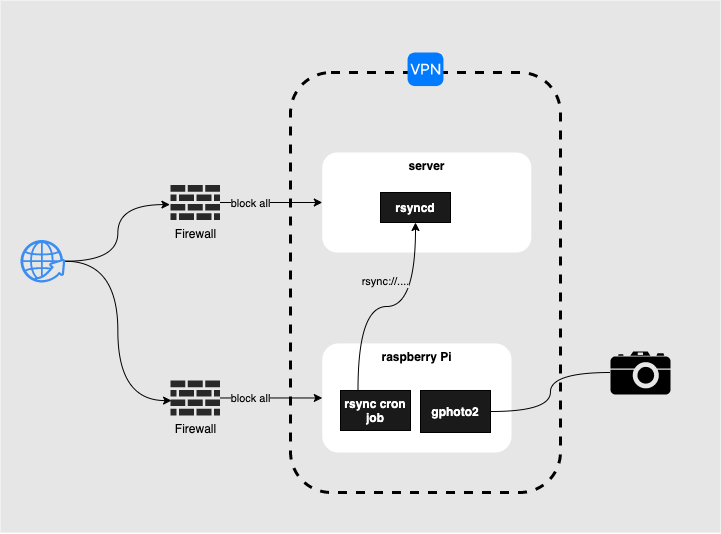 VPN
server
rsyncd
block all
Firewall
rsync://....
raspberry Pi
rsync cron
job
gphoto2
block all
Firewall